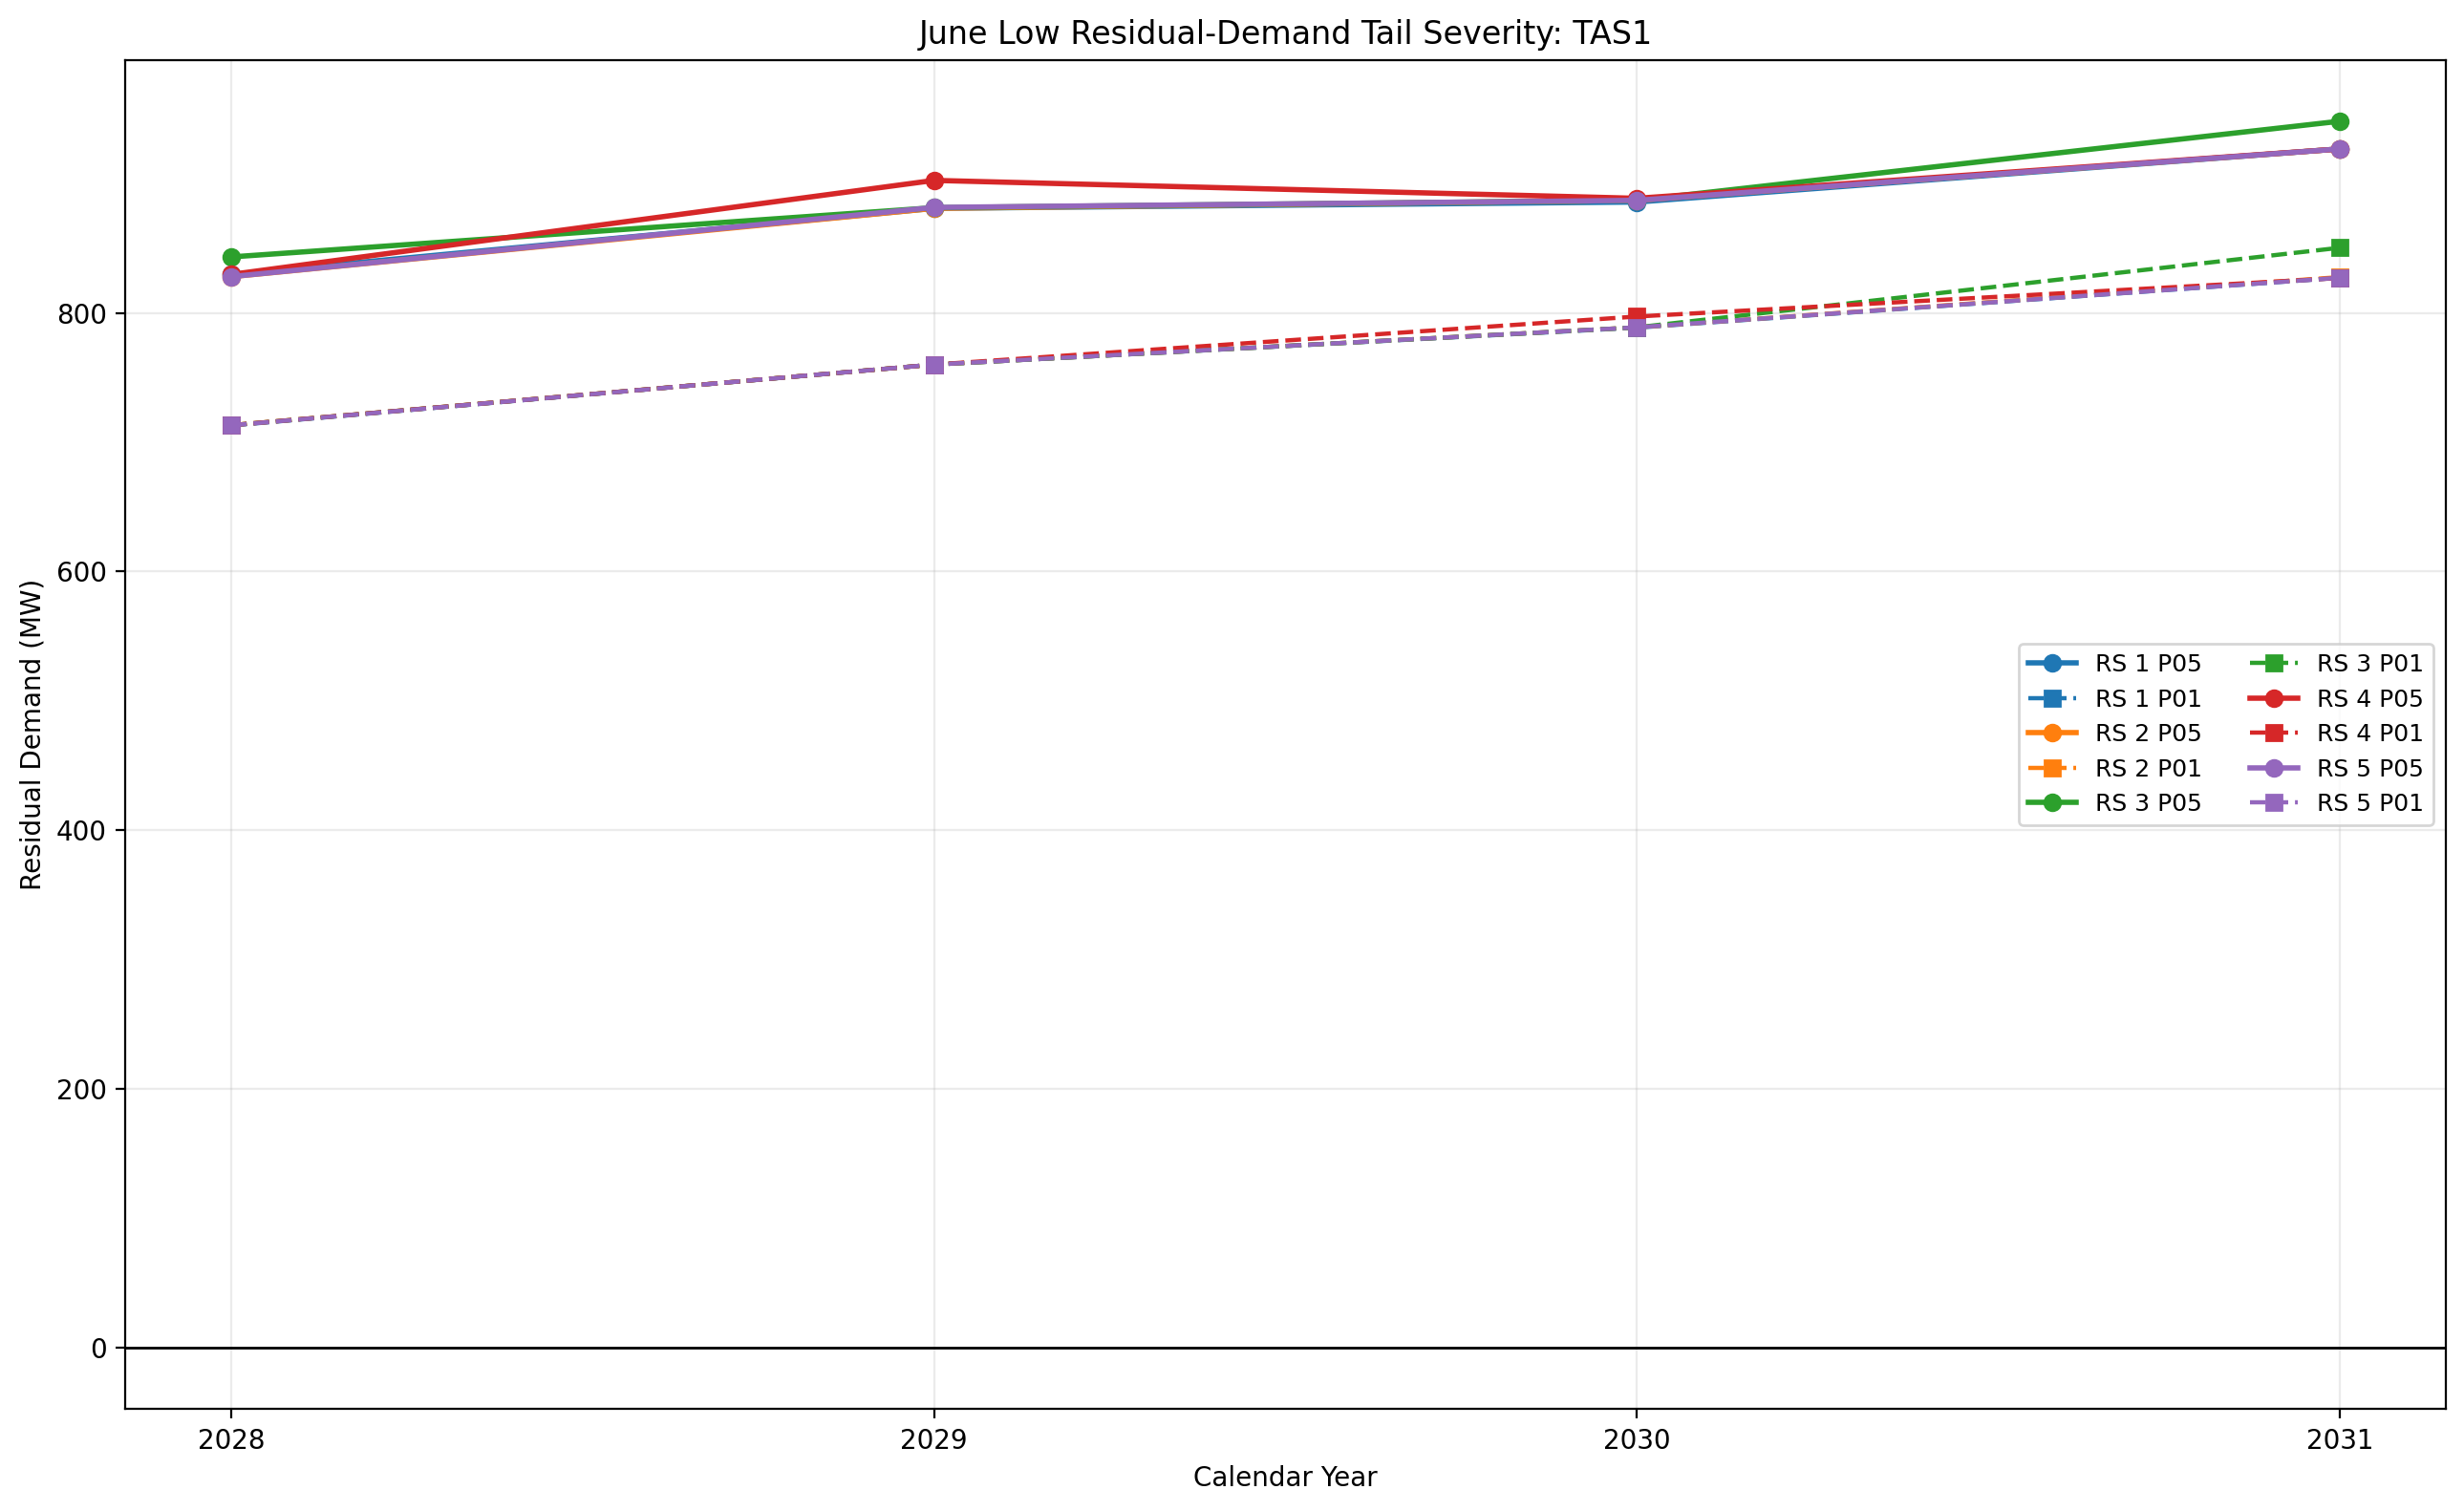 June Low Residual-Demand Tail Severity: TAS1
Residual Demand (MW)
800
600
400
200
0
RS 1 P05
RS 1 P01
RS 2 P05
RS 2 P01
RS 3 P05
RS 3 P01
RS 4 P05
RS 4 P01
RS 5 P05
RS 5 P01
2028
2029
2030
2031
Calendar Year